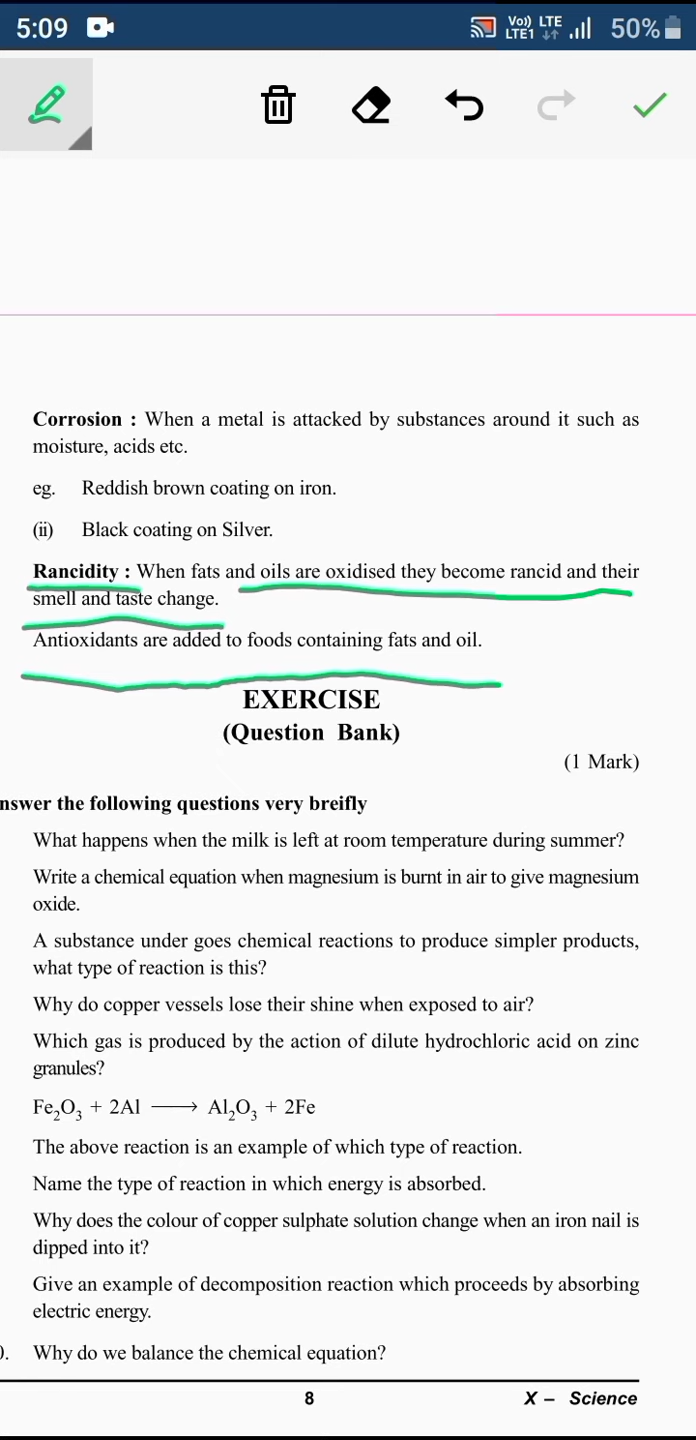 5:09
Vo)) LTE
LTE1
50%
Corrosion : When a metal is attacked by substances around it such as
moisture, acids etc.
eg. Reddish brown coating on iron.
(ii) Black coating on Silver.
Rancidity : When fats and oils are oxidised they become rancid and their
smell and taste change.
Antioxidants are added to foods containing fats and oil.
EXERCISE
(Question Bank)
(1 Mark)
nswer the following questions very breifly
What happens when the milk is left at room temperature during summer?
Write a chemical equation when magnesium is burnt in air to give magnesium
oxide.
A substance under goes chemical reactions to produce simpler products,
what type of reaction is this?
Why do copper vessels lose their shine when exposed to air?
Which gas is produced by the action of dilute hydrochloric acid on zinc
granules?
Fe₂O₃ + 2Al ⟶ Al₂O₃ + 2Fe
The above reaction is an example of which type of reaction.
Name the type of reaction in which energy is absorbed.
Why does the colour of copper sulphate solution change when an iron nail is
dipped into it?
Give an example of decomposition reaction which proceeds by absorbing
electric energy.
. Why do we balance the chemical equation?
8 X – Science